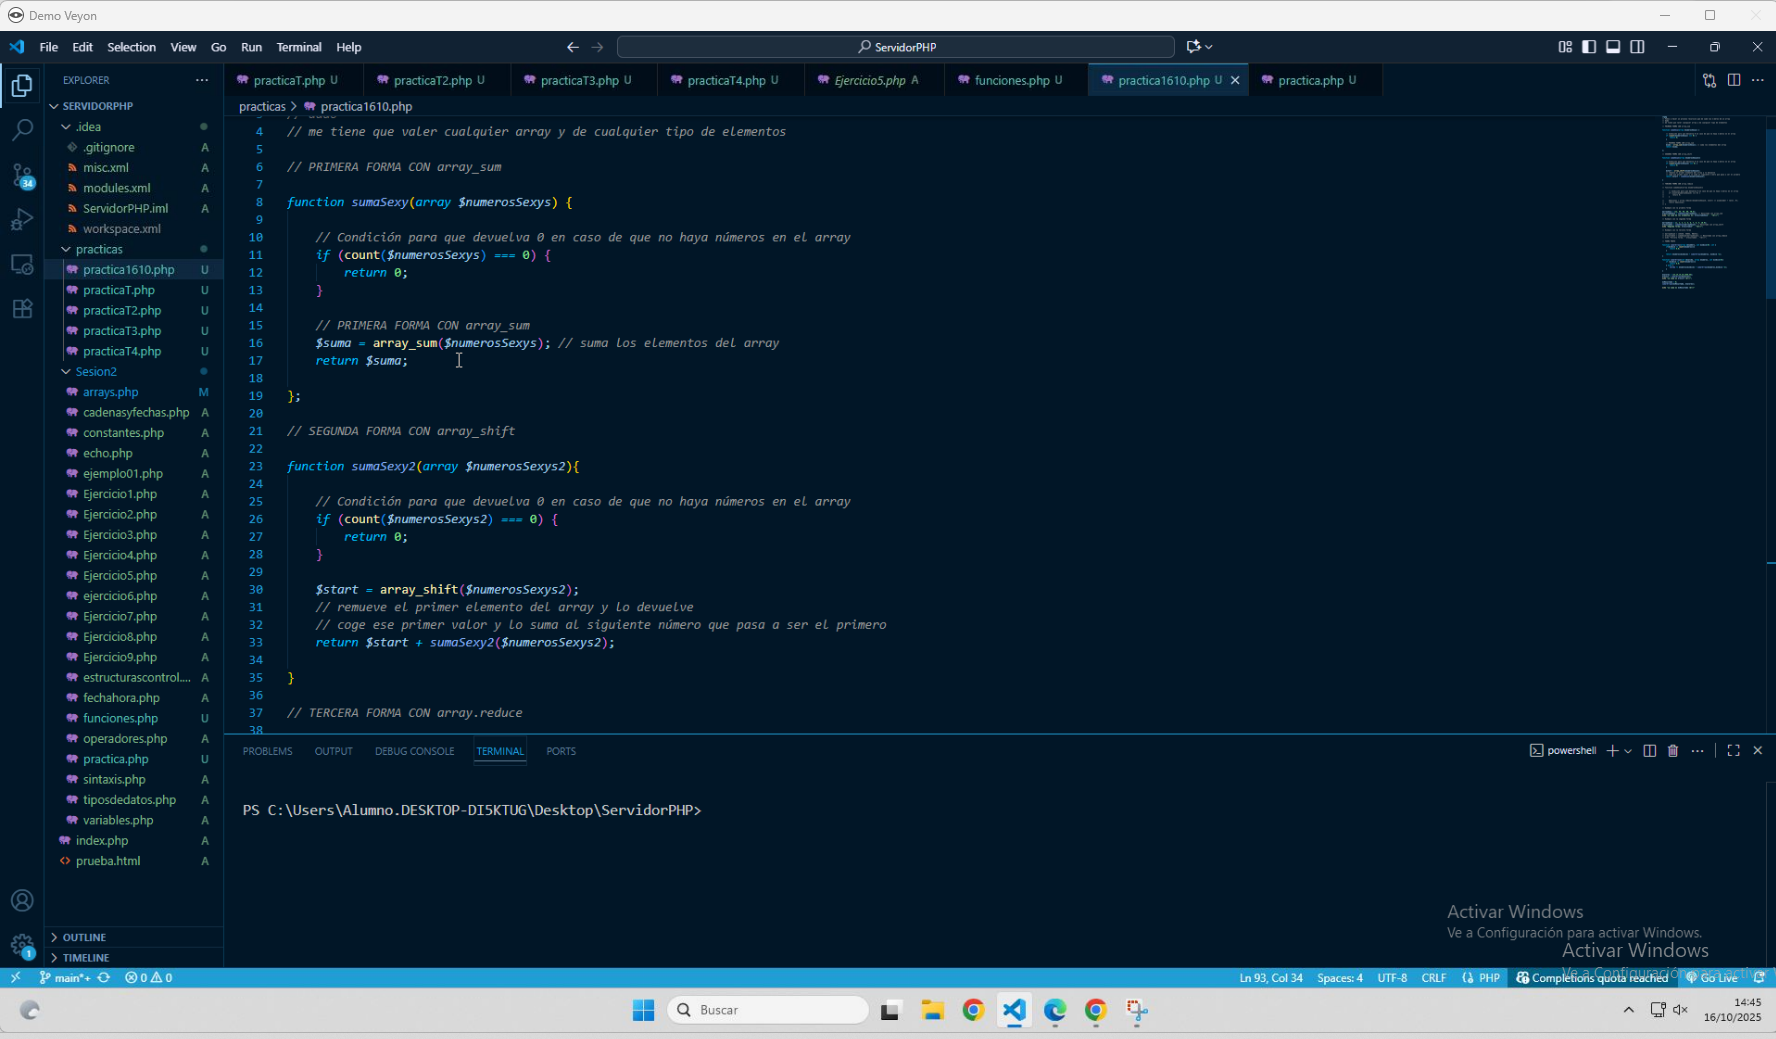 Demo Veyon
File Edit Selection View Go Run Terminal Help
ServidorPHP
EXPLORER
practicaT.php U
practicaT2.php U
practicaT3.php U
practicaT4.php U
Ejercicio5.php A
funciones.php U
practica1610.php U
practica.php U
practicas > practica1610.php
SERVIDORPHP
.idea
.gitignore A
misc.xml A
modules.xml A
ServidorPHP.iml A
workspace.xml
practicas
practica1610.php U
practicaT.php U
practicaT2.php U
practicaT3.php U
practicaT4.php U
Sesion2
arrays.php M
cadenasyfechas.php A
constantes.php A
echo.php A
ejemplo01.php A
Ejercicio1.php A
Ejercicio2.php A
Ejercicio3.php A
Ejercicio4.php A
Ejercicio5.php A
ejercicio6.php A
Ejercicio7.php A
Ejercicio8.php A
Ejercicio9.php A
estructurascontrol.... A
fechahora.php A
funciones.php U
operadores.php A
practica.php U
sintaxis.php A
tiposdedatos.php A
variables.php A
index.php A
prueba.html A
OUTLINE
TIMELINE
34
1
4 // me tiene que valer cualquier array y de cualquier tipo de elementos
5
6 // PRIMERA FORMA CON array_sum
7
8 function sumaSexy(array $numerosSexys) {
9
10 // Condición para que devuelva 0 en caso de que no haya números en el array
11 if (count($numerosSexys) === 0) {
12 return 0;
13 }
14
15 // PRIMERA FORMA CON array_sum
16 $suma = array_sum($numerosSexys); // suma los elementos del array
17 return $suma;
18
19 };
20
21 // SEGUNDA FORMA CON array_shift
22
23 function sumaSexy2(array $numerosSexys2){
24
25 // Condición para que devuelva 0 en caso de que no haya números en el array
26 if (count($numerosSexys2) === 0) {
27 return 0;
28 }
29
30 $start = array_shift($numerosSexys2);
31 // remueve el primer elemento del array y lo devuelve
32 // coge ese primer valor y lo suma al siguiente número que pasa a ser el primero
33 return $start + sumaSexy2($numerosSexys2);
34
35 }
36
37 // TERCERA FORMA CON array.reduce
38
PROBLEMS OUTPUT DEBUG CONSOLE TERMINAL PORTS
powershell
PS C:\Users\Alumno.DESKTOP-DI5KTUG\Desktop\ServidorPHP>
Activar Windows
Ve a Configuración para activar Windows.
Activar Windows
main*+ 0 0
Ln 93, Col 34 Spaces: 4 UTF-8 CRLF PHP Completions quota reached Go Live
Buscar
14:45
16/10/2025